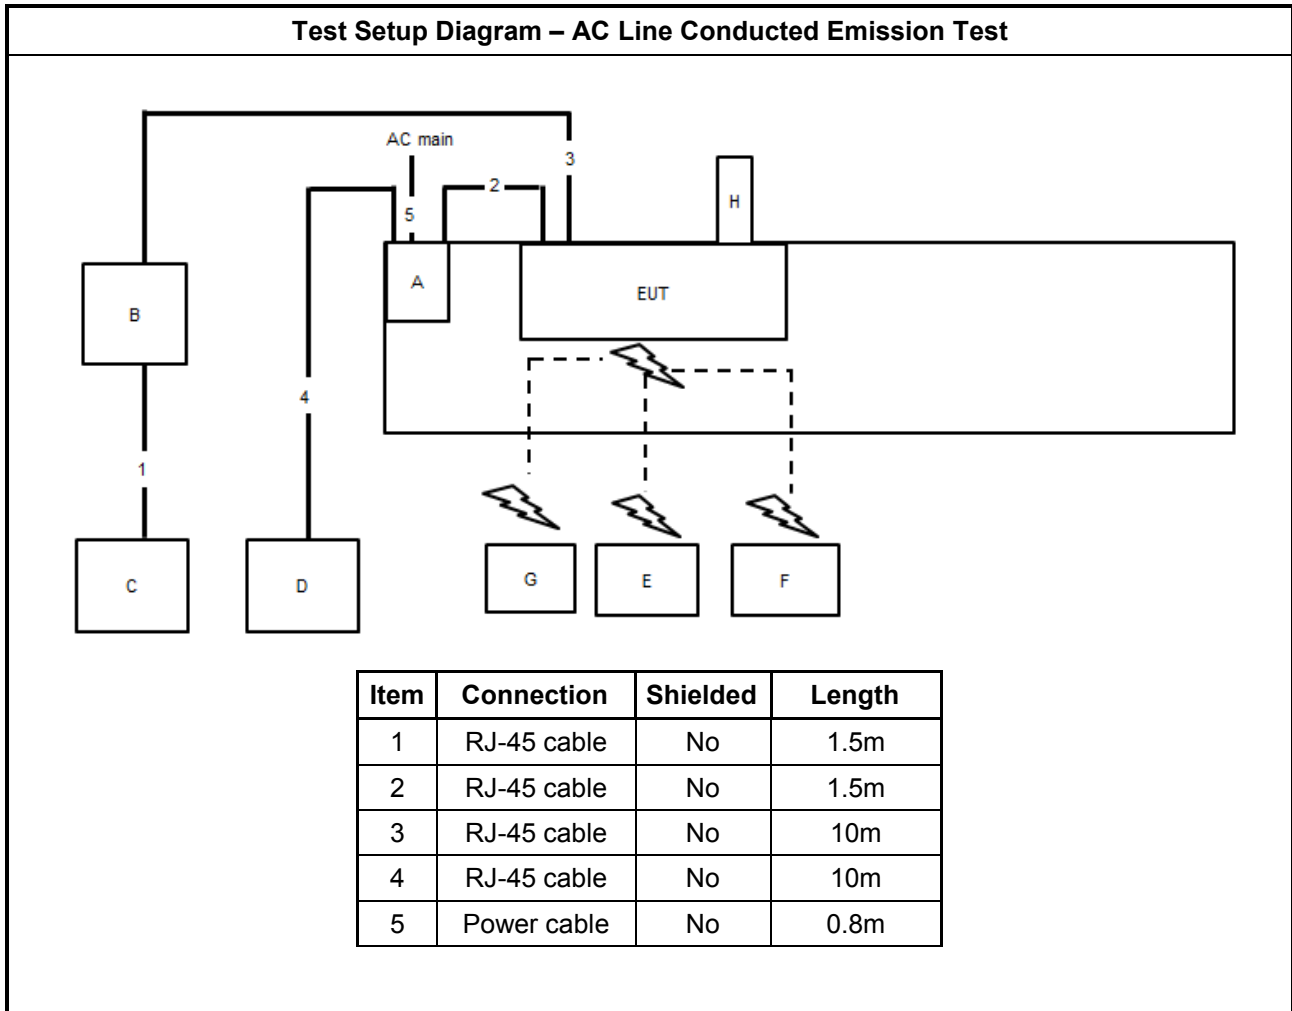 Test Setup Diagram – AC Line Conducted Emission Test
AC main
3
2
5
H
A
EUT
B
4
1
C
D
G
E
F
Item Connection Shielded Length
1 RJ-45 cable No 1.5m
2 RJ-45 cable No 1.5m
3 RJ-45 cable No 10m
4 RJ-45 cable No 10m
5 Power cable No 0.8m